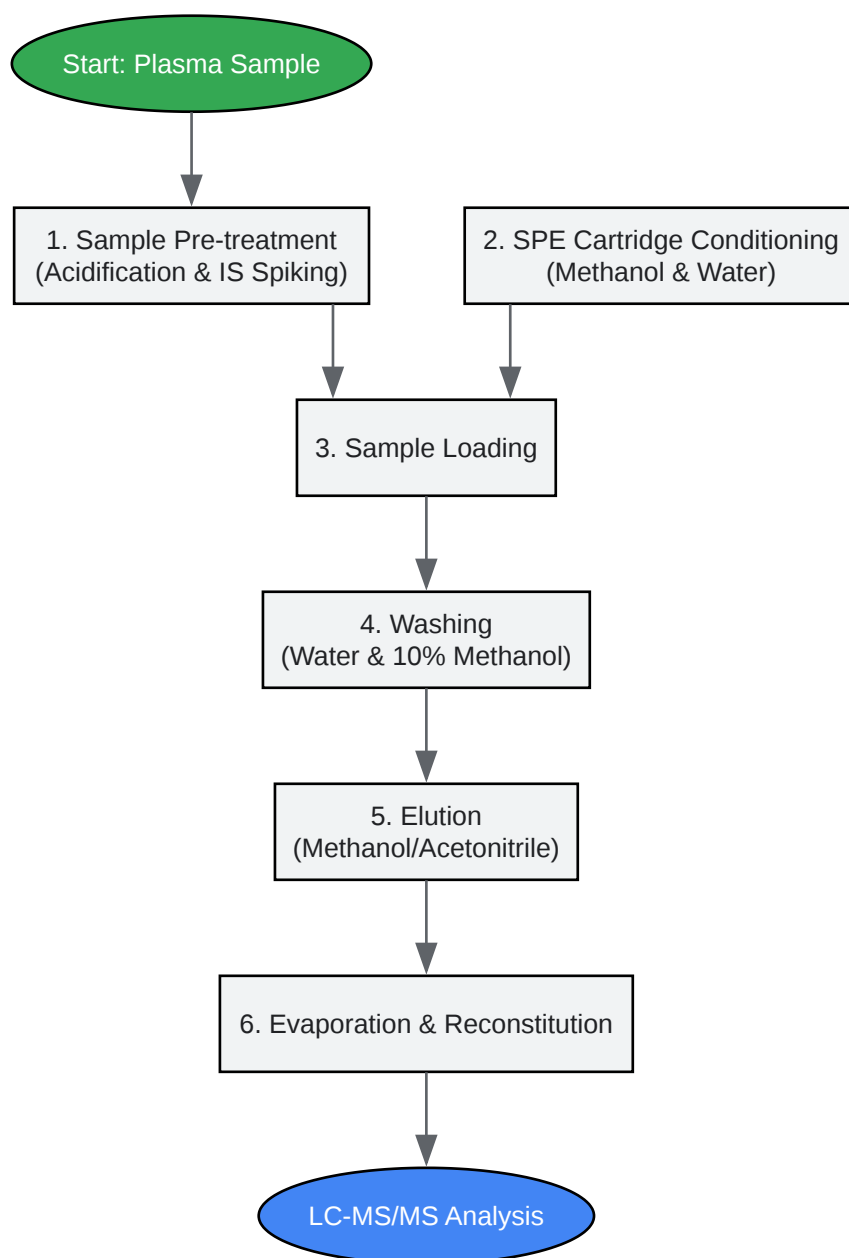 Start: Plasma Sample
1. Sample Pre-treatment
(Acidification & IS Spiking)
2. SPE Cartridge Conditioning
(Methanol & Water)
3. Sample Loading
4. Washing
(Water & 10% Methanol)
5. Elution
(Methanol/Acetonitrile)
6. Evaporation & Reconstitution
LC-MS/MS Analysis